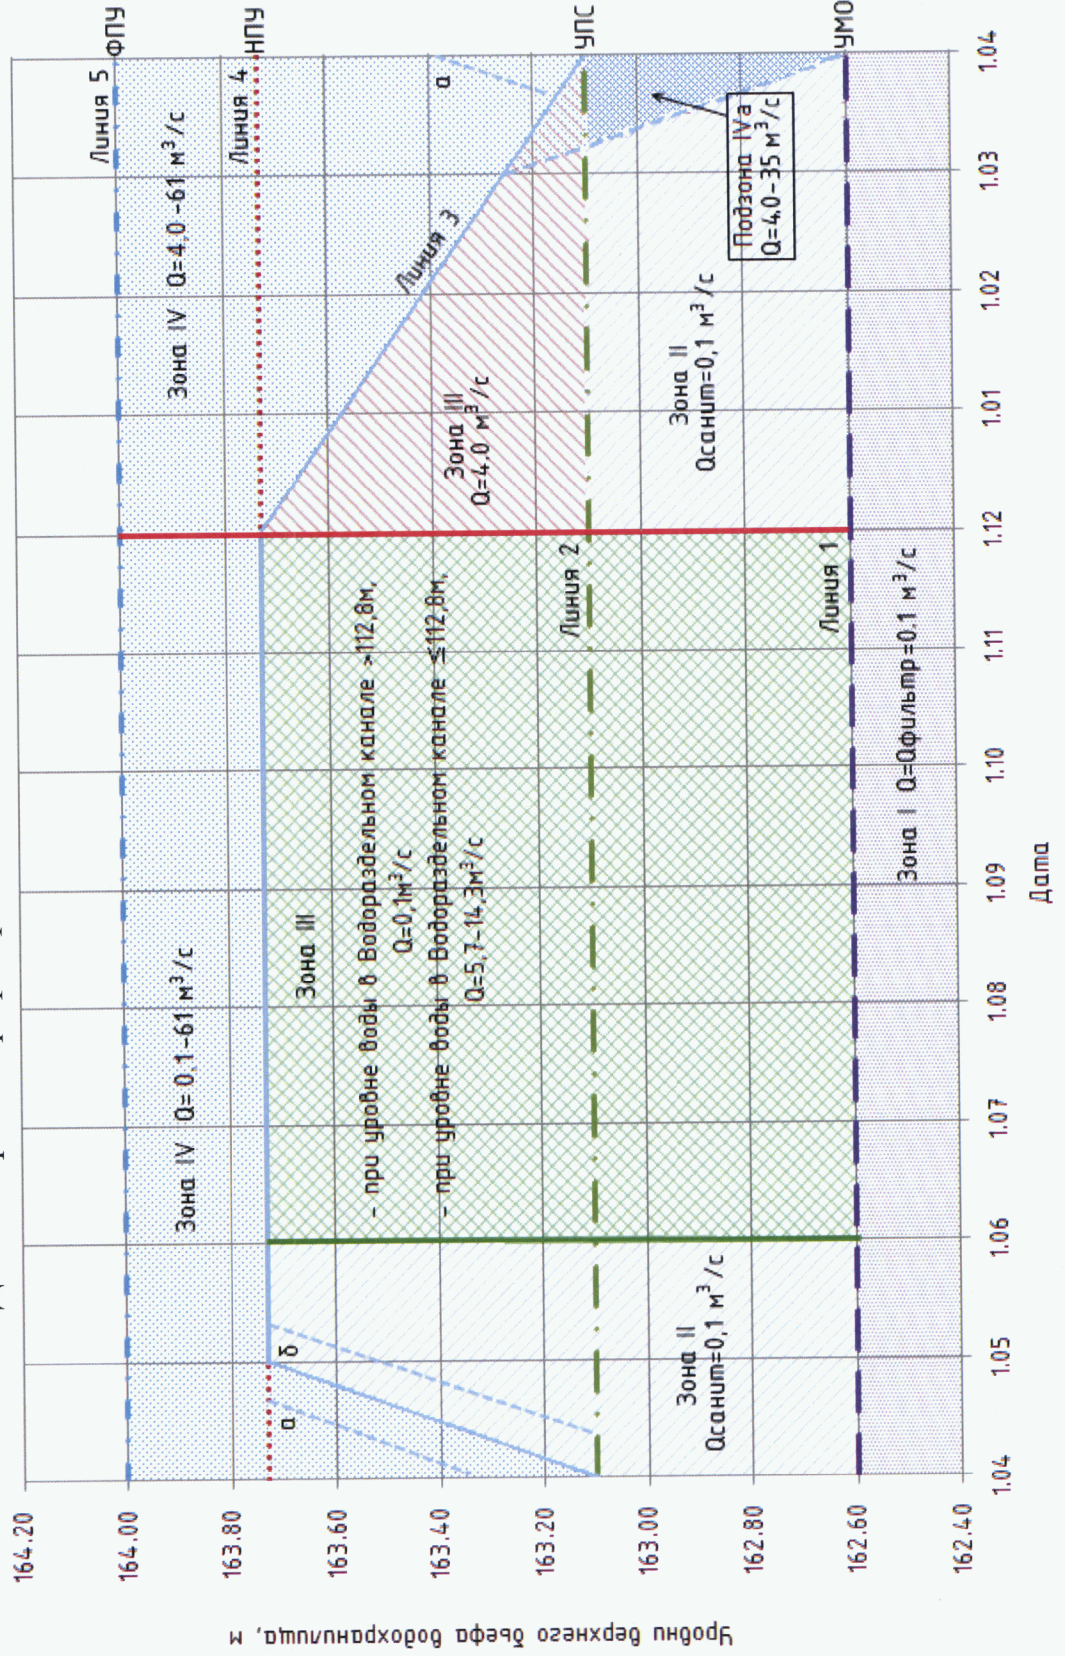 Уровни верхнего бьефа водохранилища, м
164.20
164.00
163.80
163.60
163.40
163.20
163.00
162.80
162.60
162.40
Линия 5
ФПУ
Линия 4
НПУ
УПС
УМО
Зона IV Q=0,1-61 м³/с
Зона IV Q=4,0-61 м³/с
Линия 3
а
б
а
Зона III
- при уровне воды в Водораздельном канале >112,8м,
Q=0,1м³/с
- при уровне воды в Водораздельном канале ≤112,8м,
Q=5,7-14,3м³/с
Зона III
Q=4,0 м³/с
Линия 2
Зона II
Qсанит=0,1 м³/с
Зона II
Qсанит=0,1 м³/с
Подзона IVа
Q=4,0-35 м³/с
Линия 1
Зона I Q=Qфильтр=0.1 м³/с
1.04
1.05
1.06
1.07
1.08
1.09
1.10
1.11
1.12
1.01
1.02
1.03
1.04
Дата